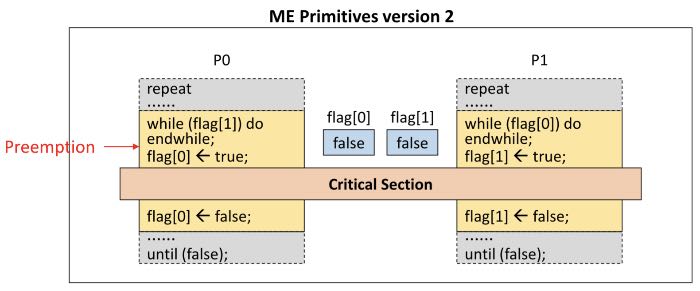 ME Primitives version 2
P0
P1
repeat
......
while (flag[1]) do
endwhile;
flag[0] ← true;
Preemption
flag[0]
flag[1]
false
false
repeat
......
while (flag[0]) do
endwhile;
flag[1] ← true;
Critical Section
flag[0] ← false;
......
until (false);
flag[1] ← false;
......
until (false);